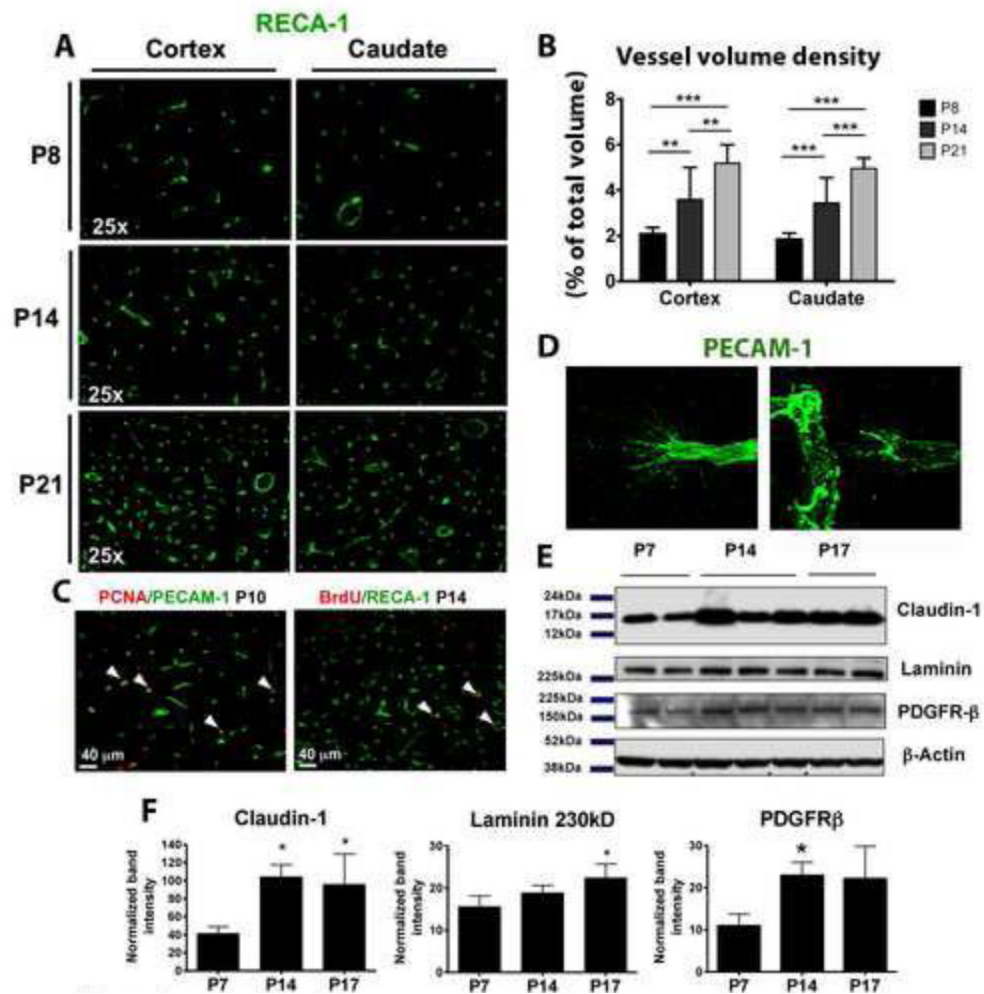 RECA-1
A
Cortex
Caudate
P8
25x
P14
25x
P21
25x
B
Vessel volume density
(% of total volume)
8
6
4
2
0
***
**
**
***
***
***
Cortex
Caudate
P8
P14
P21
C
PCNA/PECAM-1 P10
BrdU/RECA-1 P14
40 μm
40 μm
D
PECAM-1
E
P7
P14
P17
24kDa
17kDa
12kDa
Claudin-1
225kDa
Laminin
225kDa
150kDa
PDGFR-β
52kDa
38kDa
β-Actin
F
Claudin-1
Normalized band
intensity
140
120
100
80
60
40
20
0
*
*
P7
P14
P17
Laminin 230kD
Normalized band
intensity
30
20
10
0
*
P7
P14
P17
PDGFRβ
Normalized band
intensity
30
20
10
0
*
P7
P14
P17